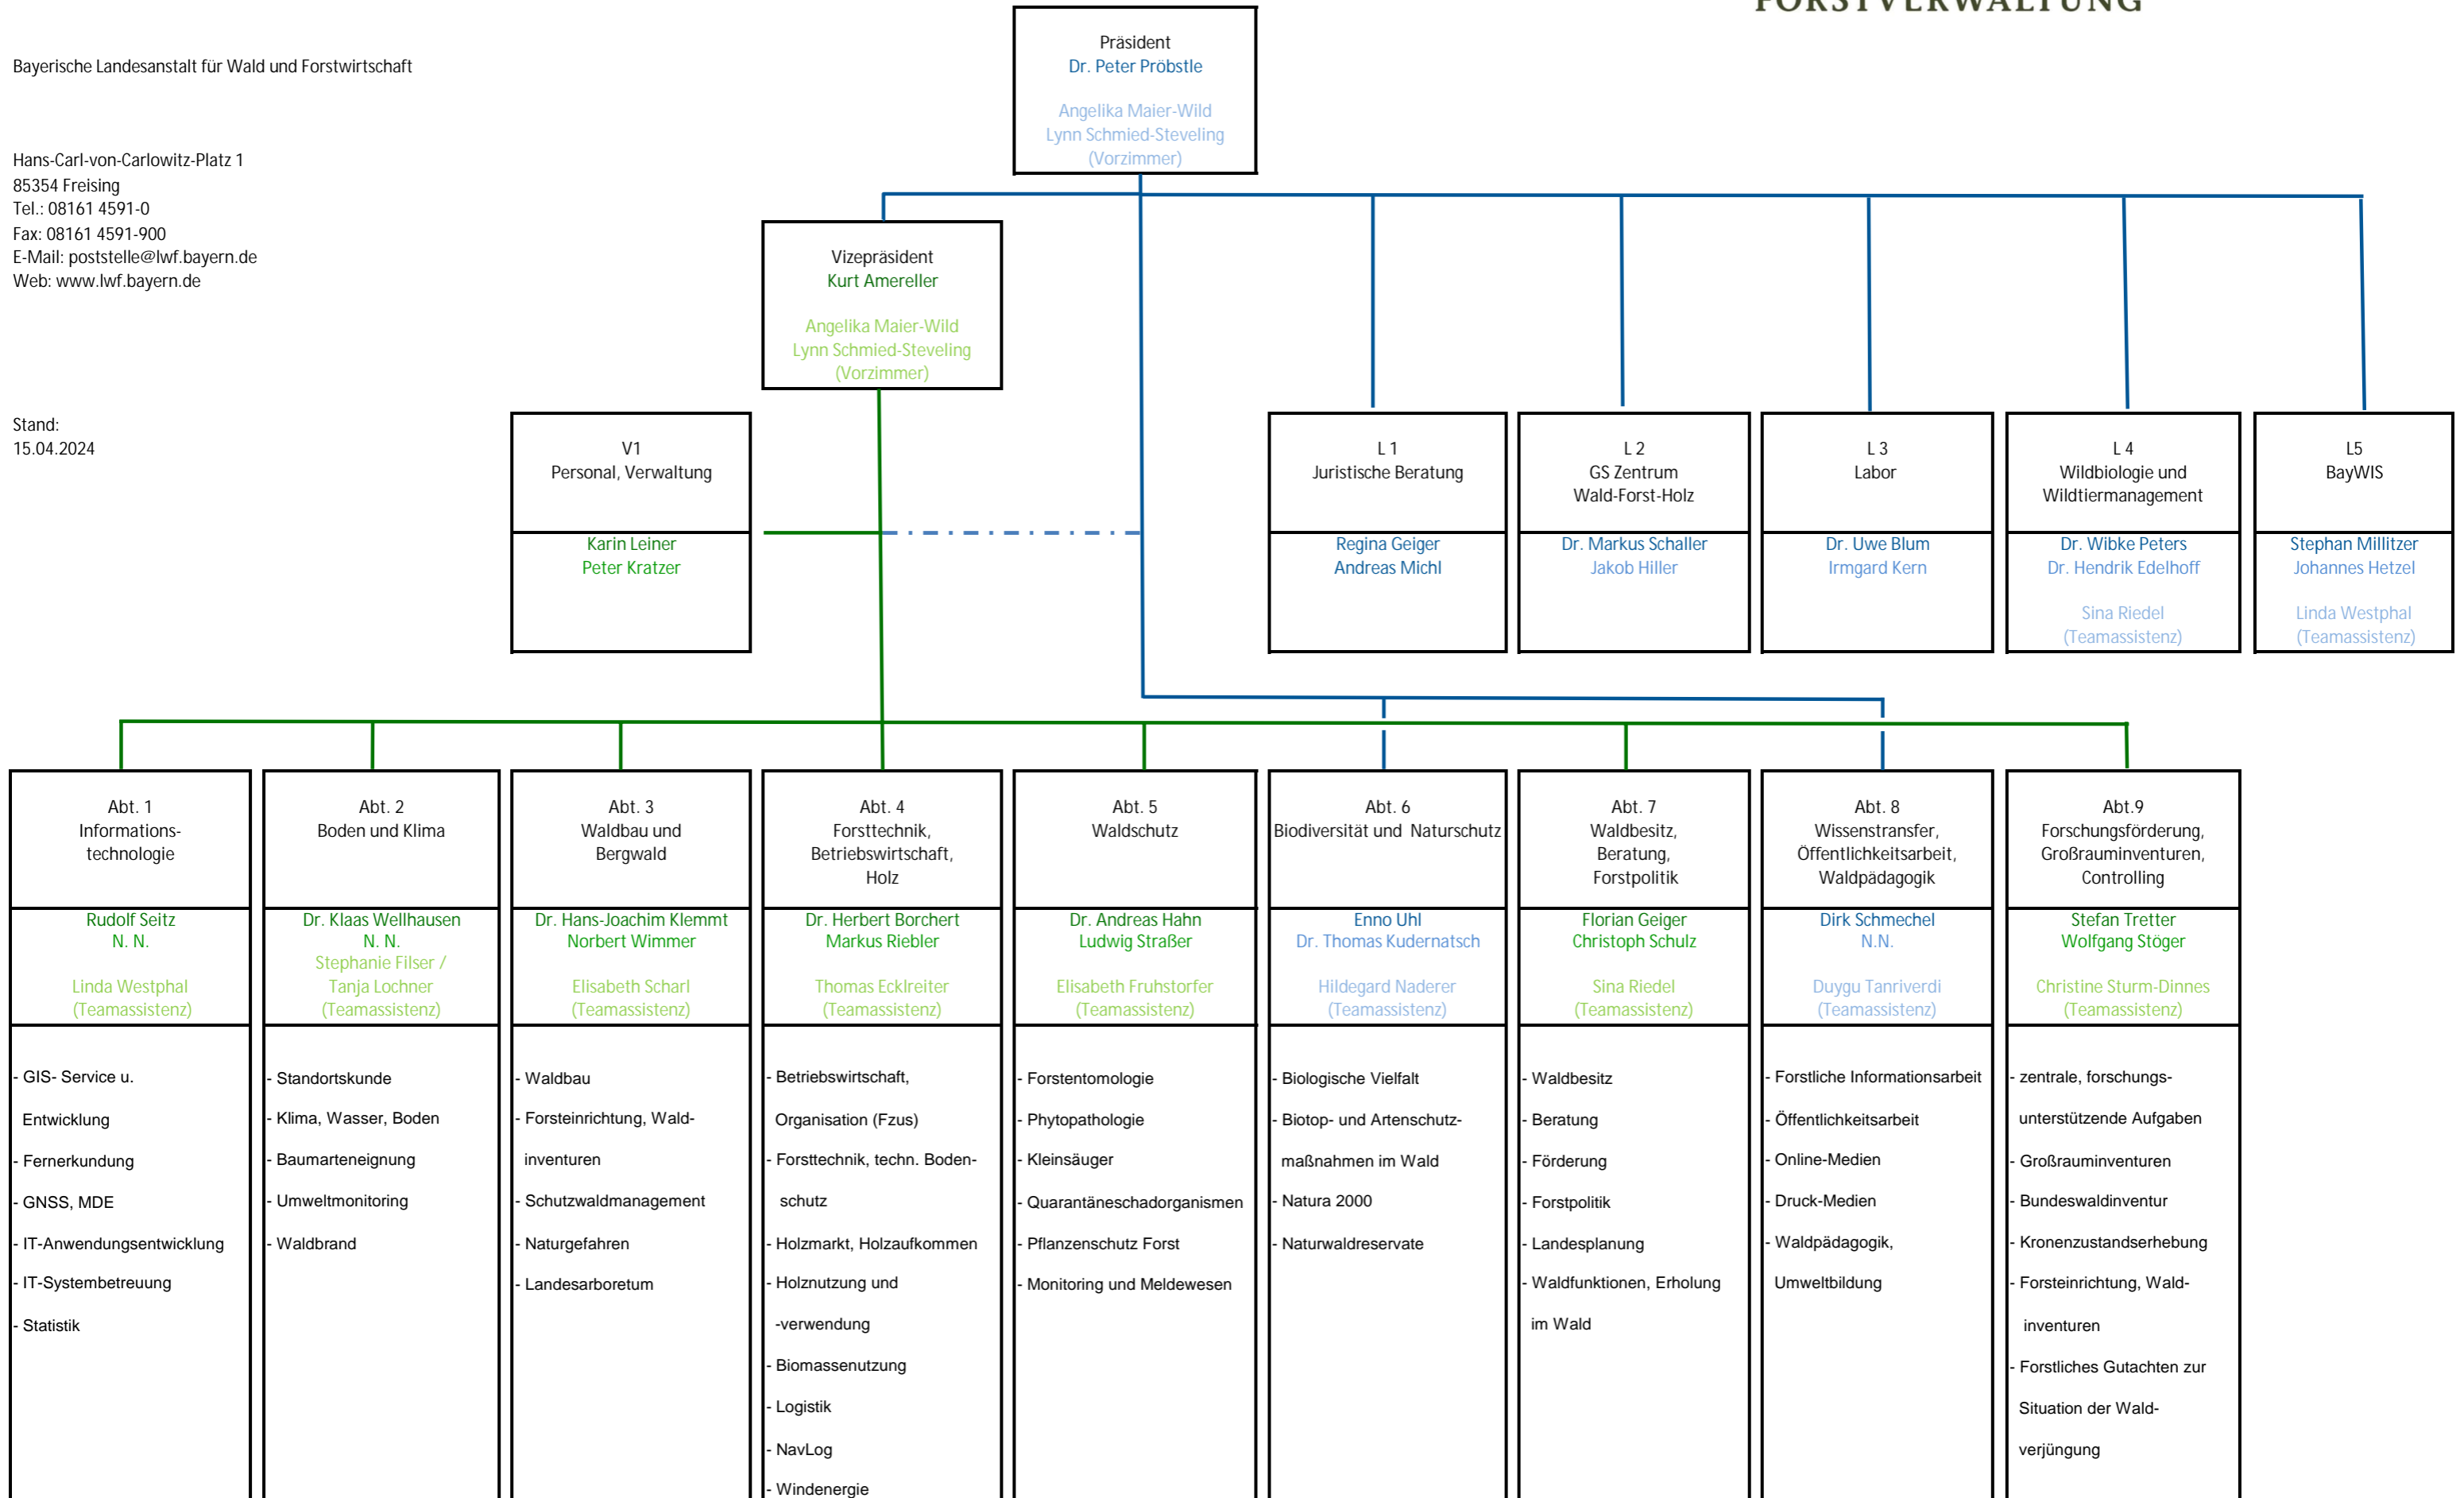 FORSTVERWALTUNG
Bayerische Landesanstalt für Wald und Forstwirtschaft
Hans-Carl-von-Carlowitz-Platz 1
85354 Freising
Tel.: 08161 4591-0
Fax: 08161 4591-900
E-Mail: poststelle@lwf.bayern.de
Web: www.lwf.bayern.de
Stand:
15.04.2024
Präsident
Dr. Peter Pröbstle
Angelika Maier-Wild
Lynn Schmied-Steveling
(Vorzimmer)
Vizepräsident
Kurt Amereller
Angelika Maier-Wild
Lynn Schmied-Steveling
(Vorzimmer)
V1
Personal, Verwaltung
Karin Leiner
Peter Kratzer
L 1
Juristische Beratung
Regina Geiger
Andreas Michl
L 2
GS Zentrum
Wald-Forst-Holz
Dr. Markus Schaller
Jakob Hiller
L 3
Labor
Dr. Uwe Blum
Irmgard Kern
L 4
Wildbiologie und
Wildtiermanagement
Dr. Wibke Peters
Dr. Hendrik Edelhoff
Sina Riedel
(Teamassistenz)
L5
BayWIS
Stephan Millitzer
Johannes Hetzel
Linda Westphal
(Teamassistenz)
Abt. 1
Informations-
technologie
Rudolf Seitz
N. N.
Linda Westphal
(Teamassistenz)
- GIS- Service u.
Entwicklung
- Fernerkundung
- GNSS, MDE
- IT-Anwendungsentwicklung
- IT-Systembetreuung
- Statistik
Abt. 2
Boden und Klima
Dr. Klaas Wellhausen
N. N.
Stephanie Filser /
Tanja Lochner
(Teamassistenz)
- Standortskunde
- Klima, Wasser, Boden
- Baumarteneignung
- Umweltmonitoring
- Waldbrand
Abt. 3
Waldbau und
Bergwald
Dr. Hans-Joachim Klemmt
Norbert Wimmer
Elisabeth Scharl
(Teamassistenz)
- Waldbau
- Forsteinrichtung, Wald-
inventuren
- Schutzwaldmanagement
- Naturgefahren
- Landesarboretum
Abt. 4
Forsttechnik,
Betriebswirtschaft,
Holz
Dr. Herbert Borchert
Markus Riebler
Thomas Ecklreiter
(Teamassistenz)
- Betriebswirtschaft,
Organisation (Fzus)
- Forsttechnik, techn. Boden-
schutz
- Holzmarkt, Holzaufkommen
- Holznutzung und
-verwendung
- Biomassenutzung
- Logistik
- NavLog
- Windenergie
Abt. 5
Waldschutz
Dr. Andreas Hahn
Ludwig Straßer
Elisabeth Fruhstorfer
(Teamassistenz)
- Forstentomologie
- Phytopathologie
- Kleinsäuger
- Quarantäneschadorganismen
- Pflanzenschutz Forst
- Monitoring und Meldewesen
Abt. 6
Biodiversität und Naturschutz
Enno Uhl
Dr. Thomas Kudernatsch
Hildegard Naderer
(Teamassistenz)
- Biologische Vielfalt
- Biotop- und Artenschutz-
maßnahmen im Wald
- Natura 2000
- Naturwaldreservate
Abt. 7
Waldbesitz,
Beratung,
Forstpolitik
Florian Geiger
Christoph Schulz
Sina Riedel
(Teamassistenz)
- Waldbesitz
- Beratung
- Förderung
- Forstpolitik
- Landesplanung
- Waldfunktionen, Erholung
im Wald
Abt. 8
Wissenstransfer,
Öffentlichkeitsarbeit,
Waldpädagogik
Dirk Schmechel
N.N.
Duygu Tanriverdi
(Teamassistenz)
- Forstliche Informationsarbeit
- Öffentlichkeitsarbeit
- Online-Medien
- Druck-Medien
- Waldpädagogik,
Umweltbildung
Abt.9
Forschungsförderung,
Großrauminventuren,
Controlling
Stefan Tretter
Wolfgang Stöger
Christine Sturm-Dinnes
(Teamassistenz)
- zentrale, forschungs-
unterstützende Aufgaben
- Großrauminventuren
- Bundeswaldinventur
- Kronenzustandserhebung
- Forsteinrichtung, Wald-
inventuren
- Forstliches Gutachten zur
Situation der Wald-
verjüngung